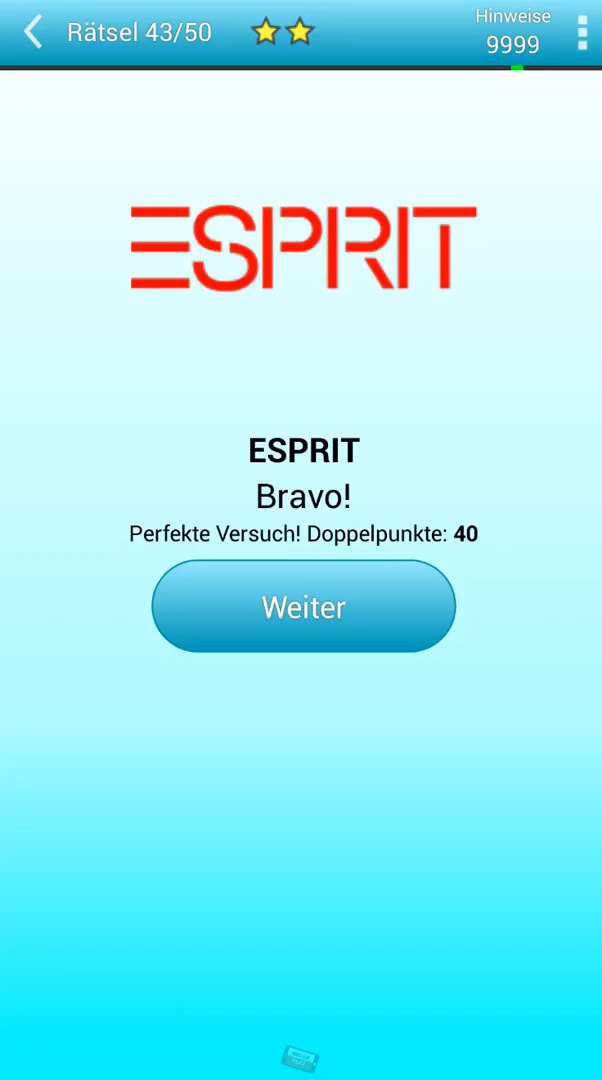 Rätsel 43/50
Hinweise
9999
ESPRIT
ESPRIT
Bravo!
Perfekte Versuch! Doppelpunkte: 40
Weiter